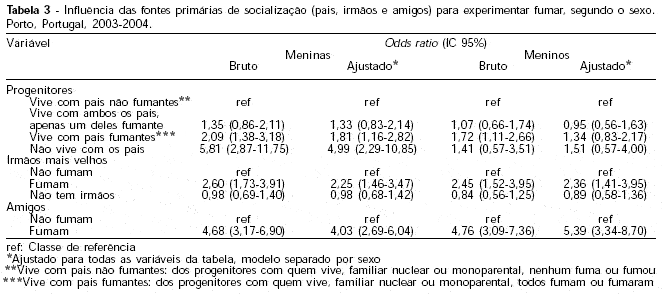 Tabela 3 - Influência das fontes primárias de socialização (pais, irmãos e amigos) para experimentar fumar, segundo o sexo.
Porto, Portugal, 2003-2004.
Variável Odds ratio (IC 95%)
Meninas Meninos
Bruto Ajustado* Bruto Ajustado*
Progenitores
Vive com pais não fumantes** ref ref ref ref
Vive com ambos os pais,
apenas um deles fumante 1,35 (0,86-2,11) 1,33 (0,83-2,14) 1,07 (0,66-1,74) 0,95 (0,56-1,63)
Vive com pais fumantes*** 2,09 (1,38-3,18) 1,81 (1,16-2,82) 1,72 (1,11-2,66) 1,34 (0,83-2,17)
Não vive com os pais 5,81 (2,87-11,75) 4,99 (2,29-10,85) 1,41 (0,57-3,51) 1,51 (0,57-4,00)
Irmãos mais velhos
Não fumam ref ref ref ref
Fumam 2,60 (1,73-3,91) 2,25 (1,46-3,47) 2,45 (1,52-3,95) 2,36 (1,41-3,95)
Não tem irmãos 0,98 (0,69-1,40) 0,98 (0,68-1,42) 0,84 (0,56-1,25) 0,89 (0,58-1,36)
Amigos
Não fumam ref ref ref ref
Fumam 4,68 (3,17-6,90) 4,03 (2,69-6,04) 4,76 (3,09-7,36) 5,39 (3,34-8,70)
ref: Classe de referência
*Ajustado para todas as variáveis da tabela, modelo separado por sexo
**Vive com pais não fumantes: dos progenitores com quem vive, familiar nuclear ou monoparental, nenhum fuma ou fumou
***Vive com pais fumantes: dos progenitores com quem vive, familiar nuclear ou monoparental, todos fumam ou fumaram